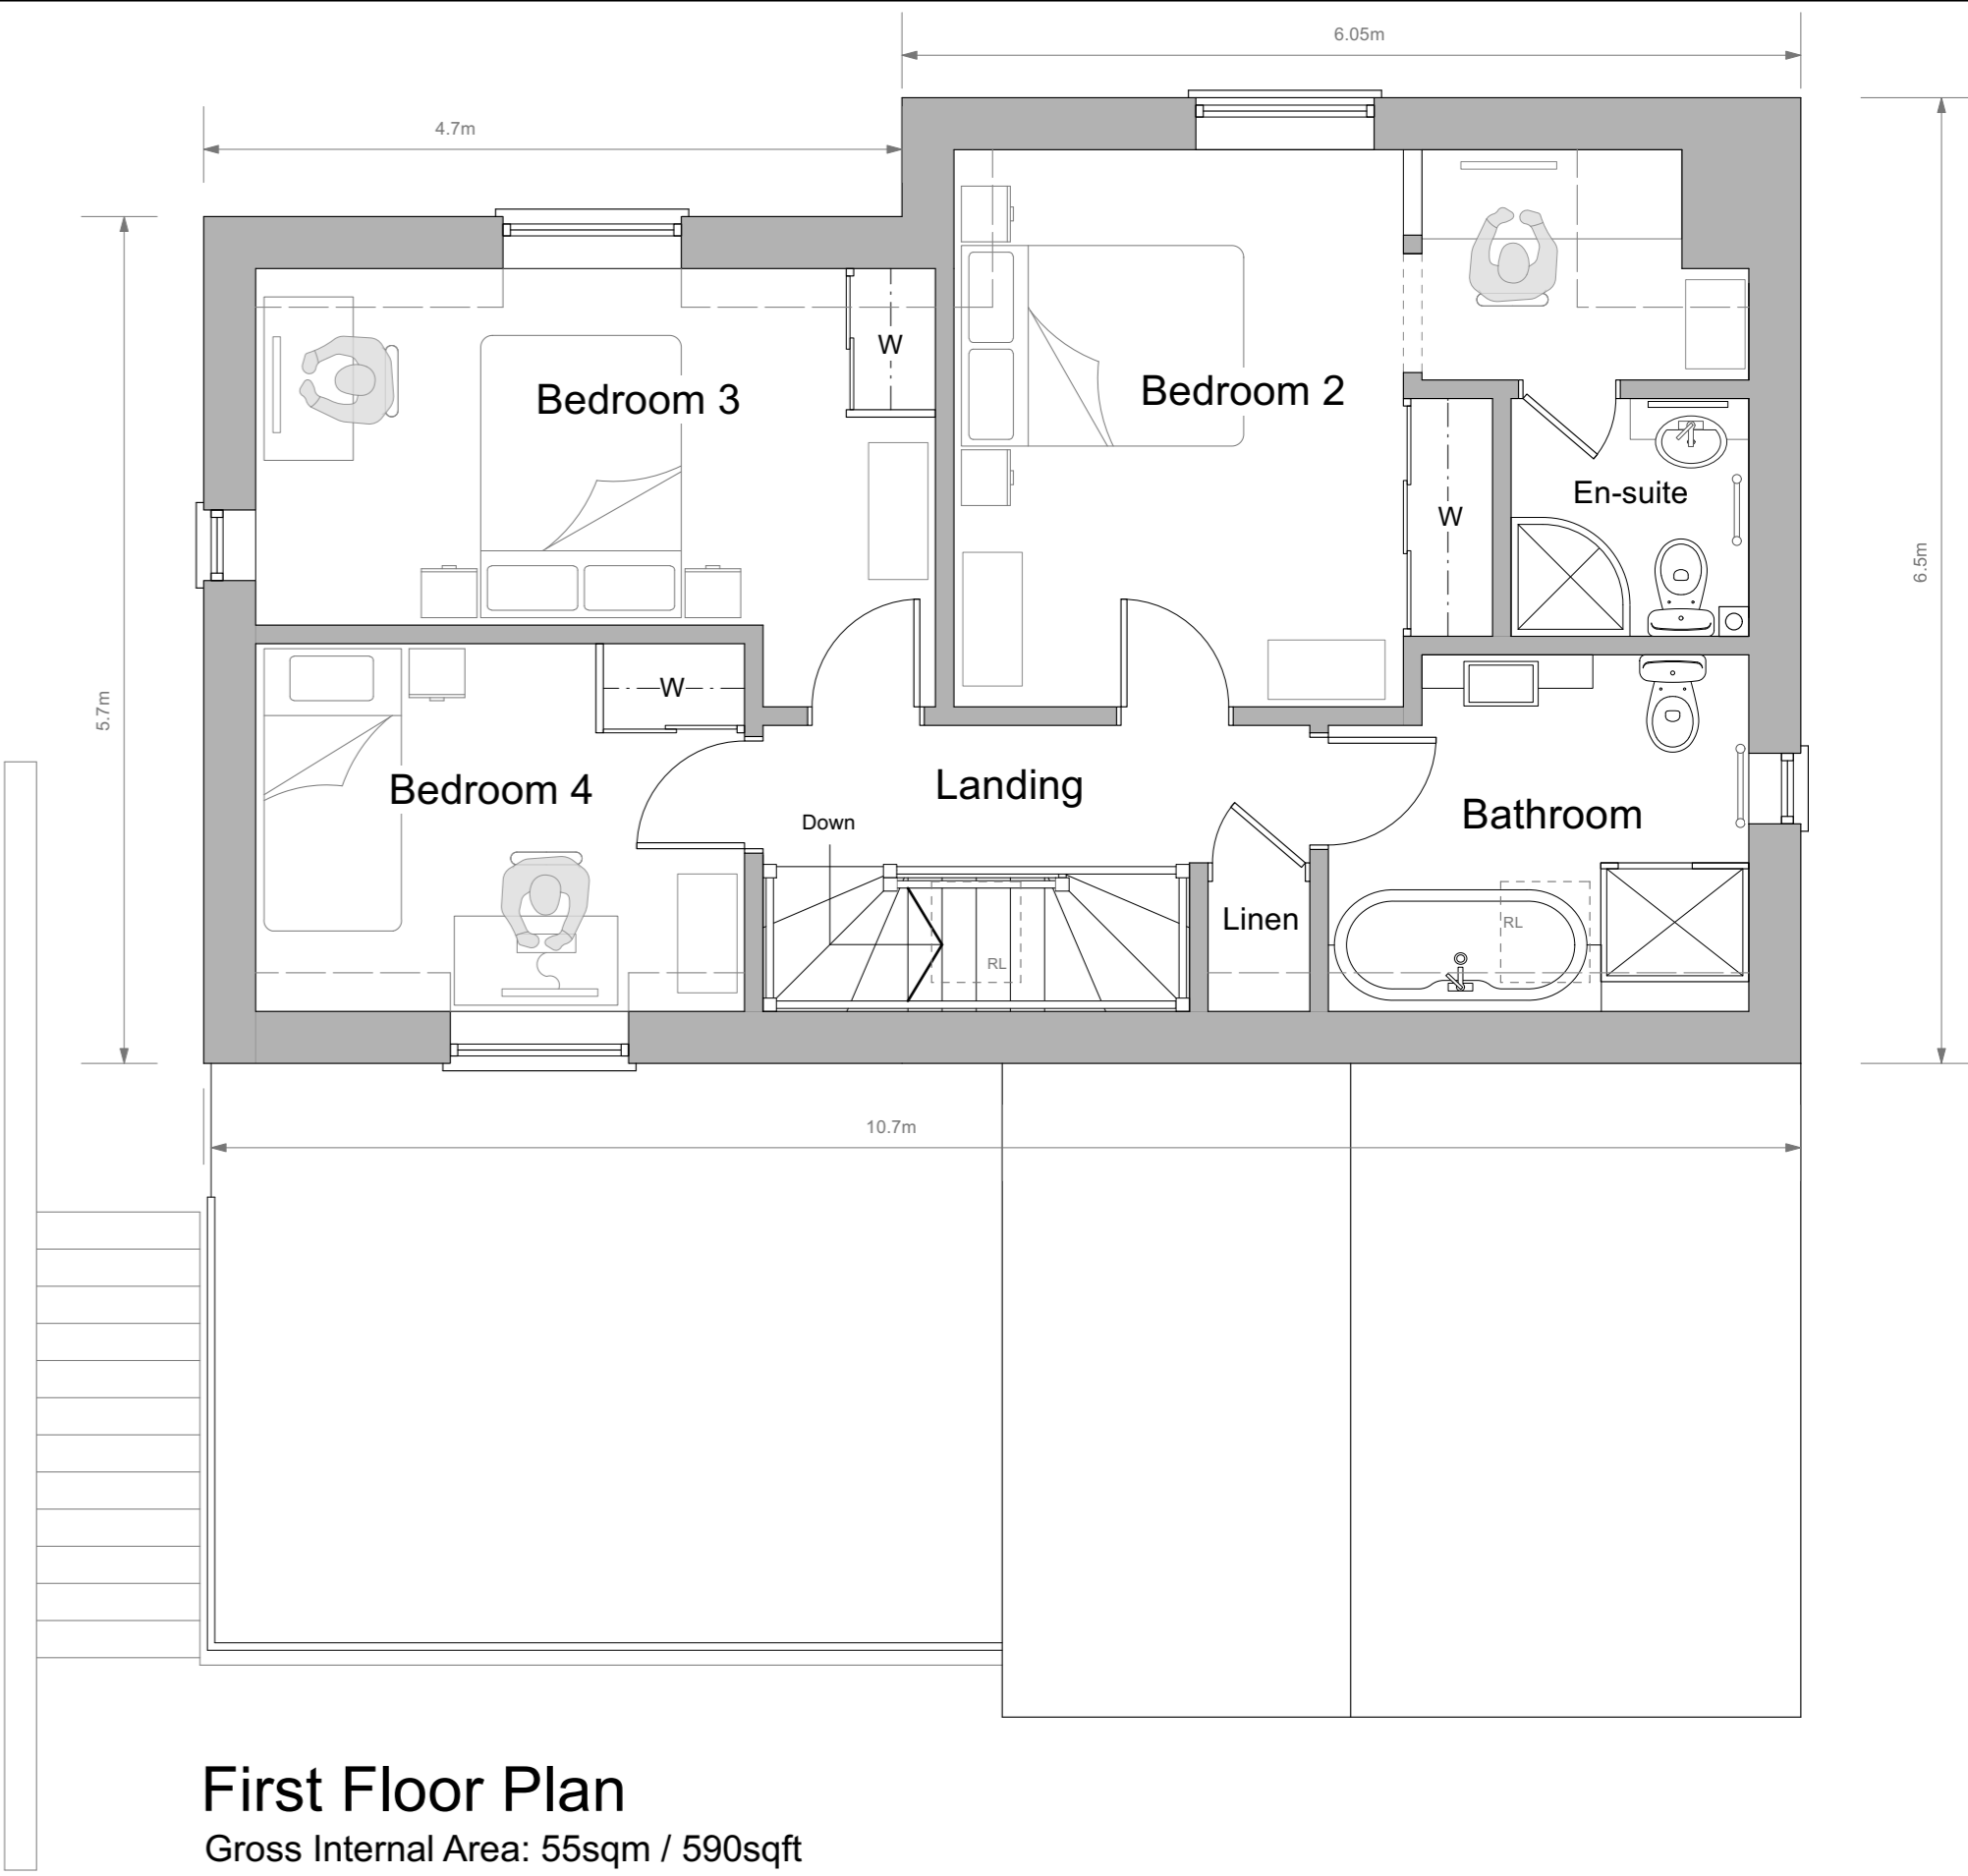 6.05m
4.7m
W
Bedroom 3
Bedroom 2
En-suite
W
6.5m
5.7m
W
Bedroom 4
Landing
Down
Bathroom
Linen
RL
RL
10.7m
First Floor Plan
Gross Internal Area: 55sqm / 590sqft